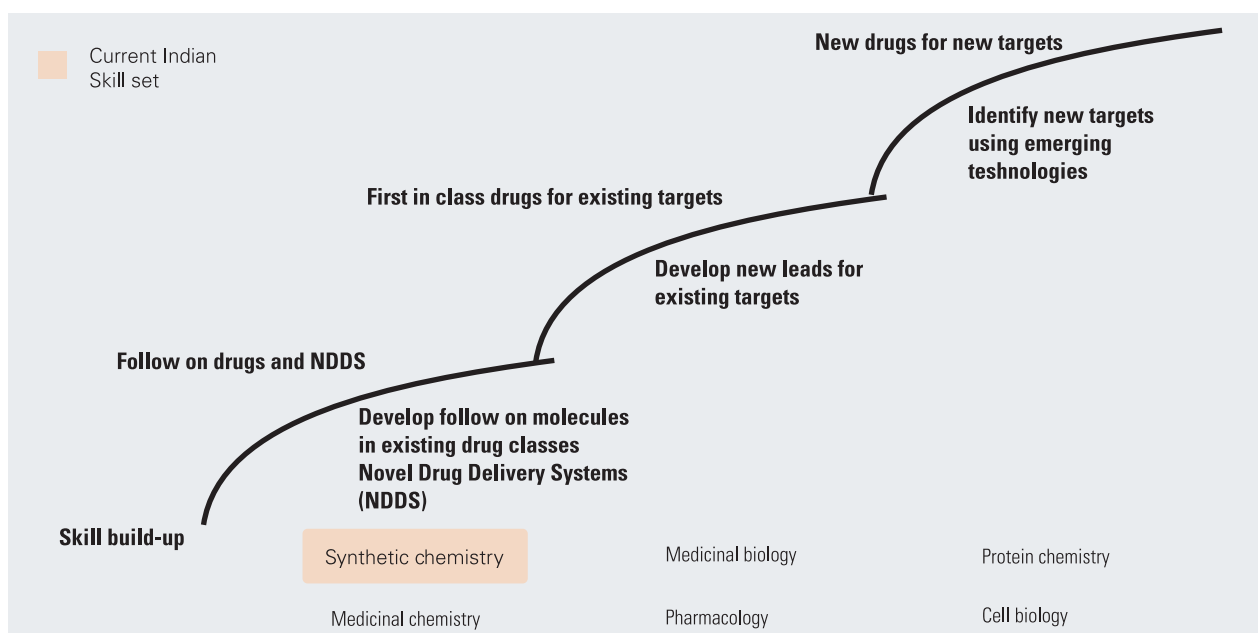 Current Indian
Skill set
New drugs for new targets
Identify new targets
using emerging
teshnologies
First in class drugs for existing targets
Develop new leads for
existing targets
Follow on drugs and NDDS
Develop follow on molecules
in existing drug classes
Novel Drug Delivery Systems
(NDDS)
Skill build-up
Synthetic chemistry
Medicinal biology
Protein chemistry
Medicinal chemistry
Pharmacology
Cell biology